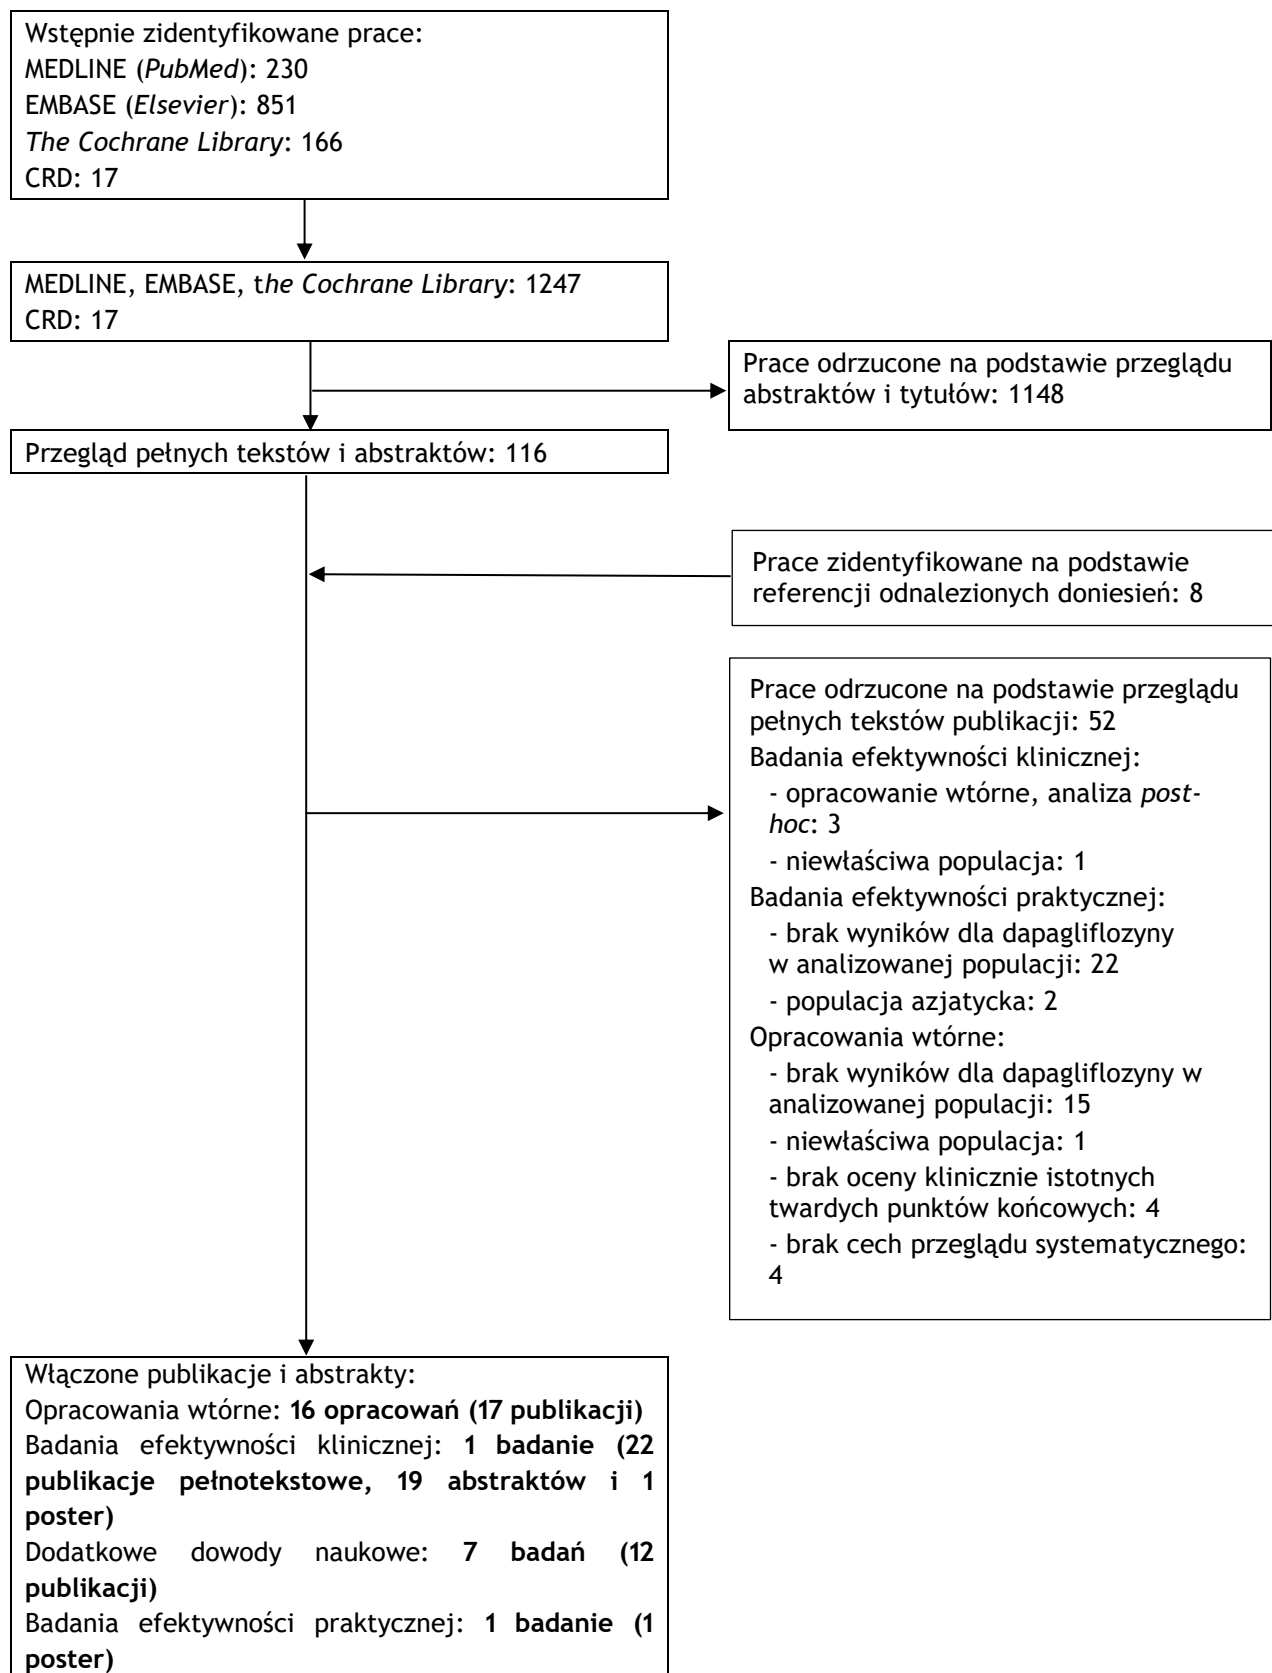 Wstępnie zidentyfikowane prace:
MEDLINE (PubMed): 230
EMBASE (Elsevier): 851
The Cochrane Library: 166
CRD: 17
MEDLINE, EMBASE, the Cochrane Library: 1247
CRD: 17
Prace odrzucone na podstawie przeglądu
abstraktów i tytułów: 1148
Przegląd pełnych tekstów i abstraktów: 116
Prace zidentyfikowane na podstawie
referencji odnalezionych doniesień: 8
Prace odrzucone na podstawie przeglądu
pełnych tekstów publikacji: 52
Badania efektywności klinicznej:
- opracowanie wtórne, analiza post-
hoc: 3
- niewłaściwa populacja: 1
Badania efektywności praktycznej:
- brak wyników dla dapagliflozyny
w analizowanej populacji: 22
- populacja azjatycka: 2
Opracowania wtórne:
- brak wyników dla dapagliflozyny w
analizowanej populacji: 15
- niewłaściwa populacja: 1
- brak oceny klinicznie istotnych
twardych punktów końcowych: 4
- brak cech przeglądu systematycznego:
4
Włączone publikacje i abstrakty:
Opracowania wtórne: 16 opracowań (17 publikacji)
Badania efektywności klinicznej: 1 badanie (22
publikacje pełnotekstowe, 19 abstraktów i 1
poster)
Dodatkowe dowody naukowe: 7 badań (12
publikacji)
Badania efektywności praktycznej: 1 badanie (1
poster)